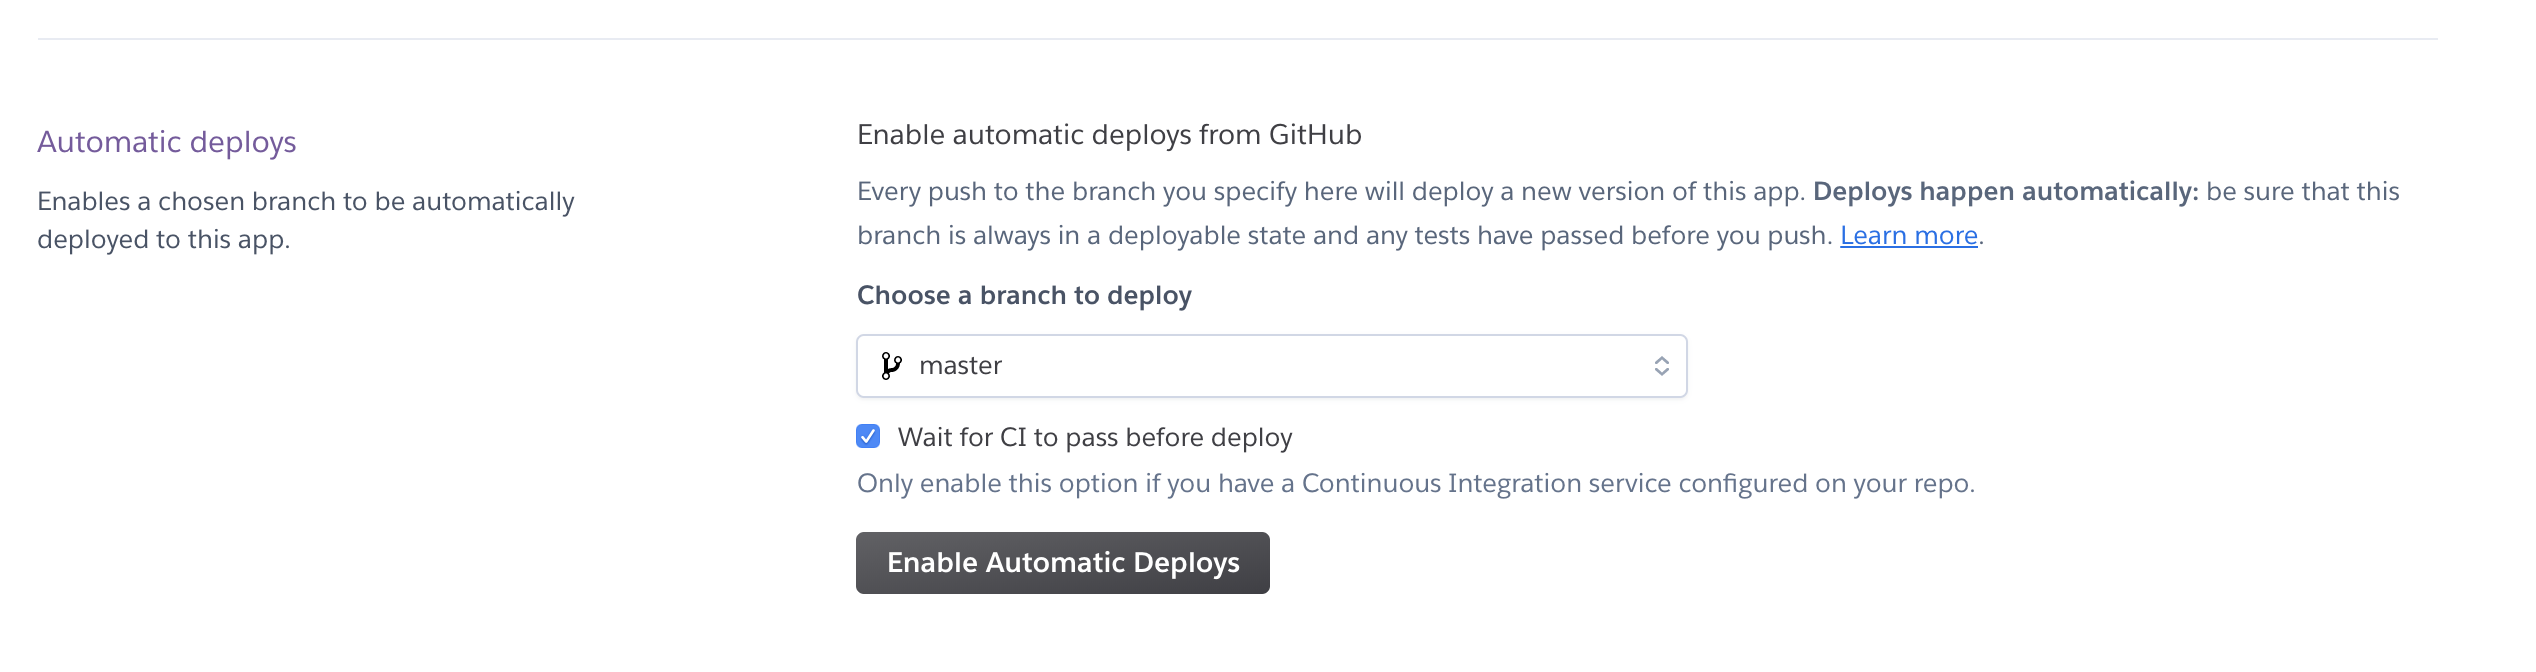 Automatic deploys
Enables a chosen branch to be automatically
deployed to this app.
Enable automatic deploys from GitHub
Every push to the branch you specify here will deploy a new version of this app. Deploys happen automatically: be sure that this
branch is always in a deployable state and any tests have passed before you push. Learn more.
Choose a branch to deploy
master
Wait for CI to pass before deploy
Only enable this option if you have a Continuous Integration service configured on your repo.
Enable Automatic Deploys